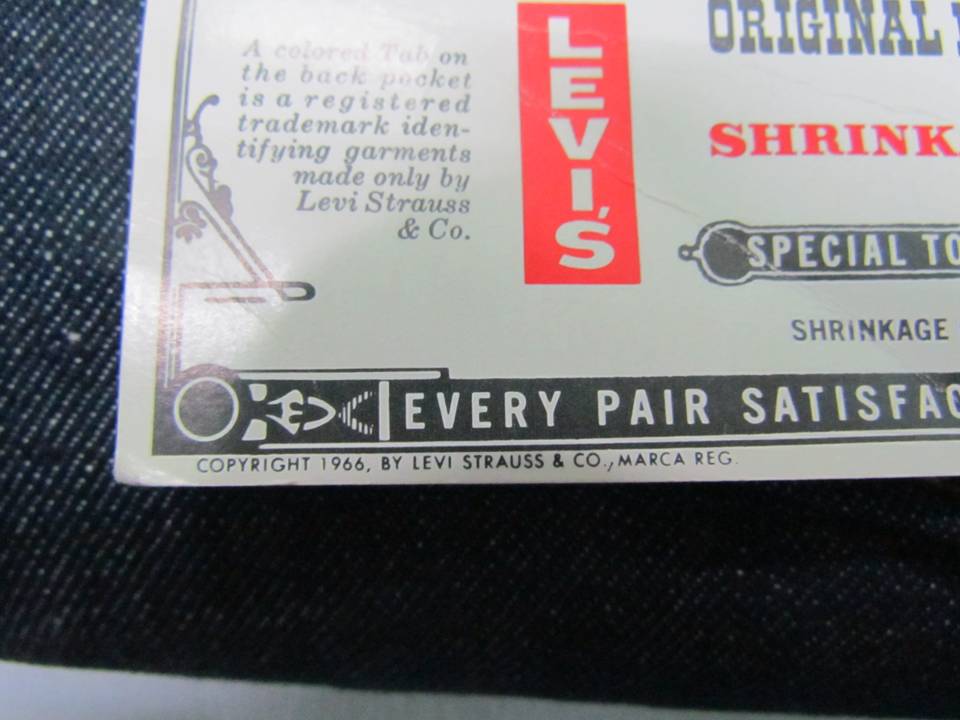 A colored Tab on
the back pocket
is a registered
trademark iden-
tifying garments
made only by
Levi Strauss
& Co.
LEVI'S
ORIGINAL
SHRINK
SPECIAL TO
SHRINKAGE
EVERY PAIR SATISFAC
COPYRIGHT 1966, BY LEVI STRAUSS & CO., MARCA REG.